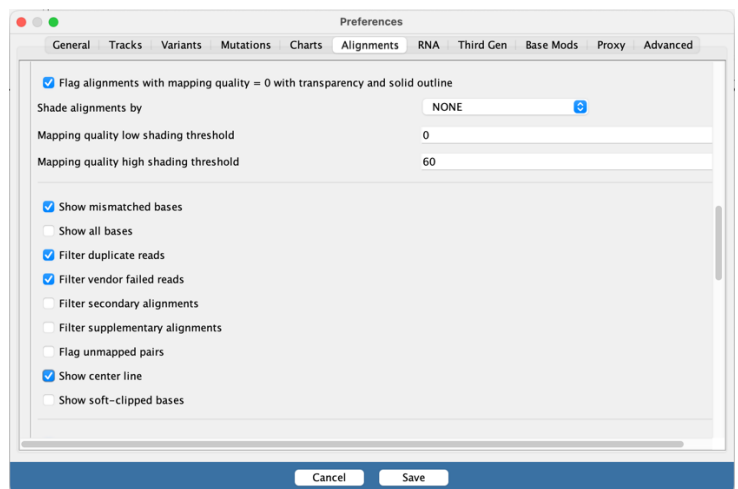 Preferences
General Tracks Variants Mutations Charts Alignments RNA Third Gen Base Mods Proxy Advanced
Flag alignments with mapping quality = 0 with transparency and solid outline
Shade alignments by NONE
Mapping quality low shading threshold 0
Mapping quality high shading threshold 60
Show mismatched bases
Show all bases
Filter duplicate reads
Filter vendor failed reads
Filter secondary alignments
Filter supplementary alignments
Flag unmapped pairs
Show center line
Show soft-clipped bases
Cancel Save